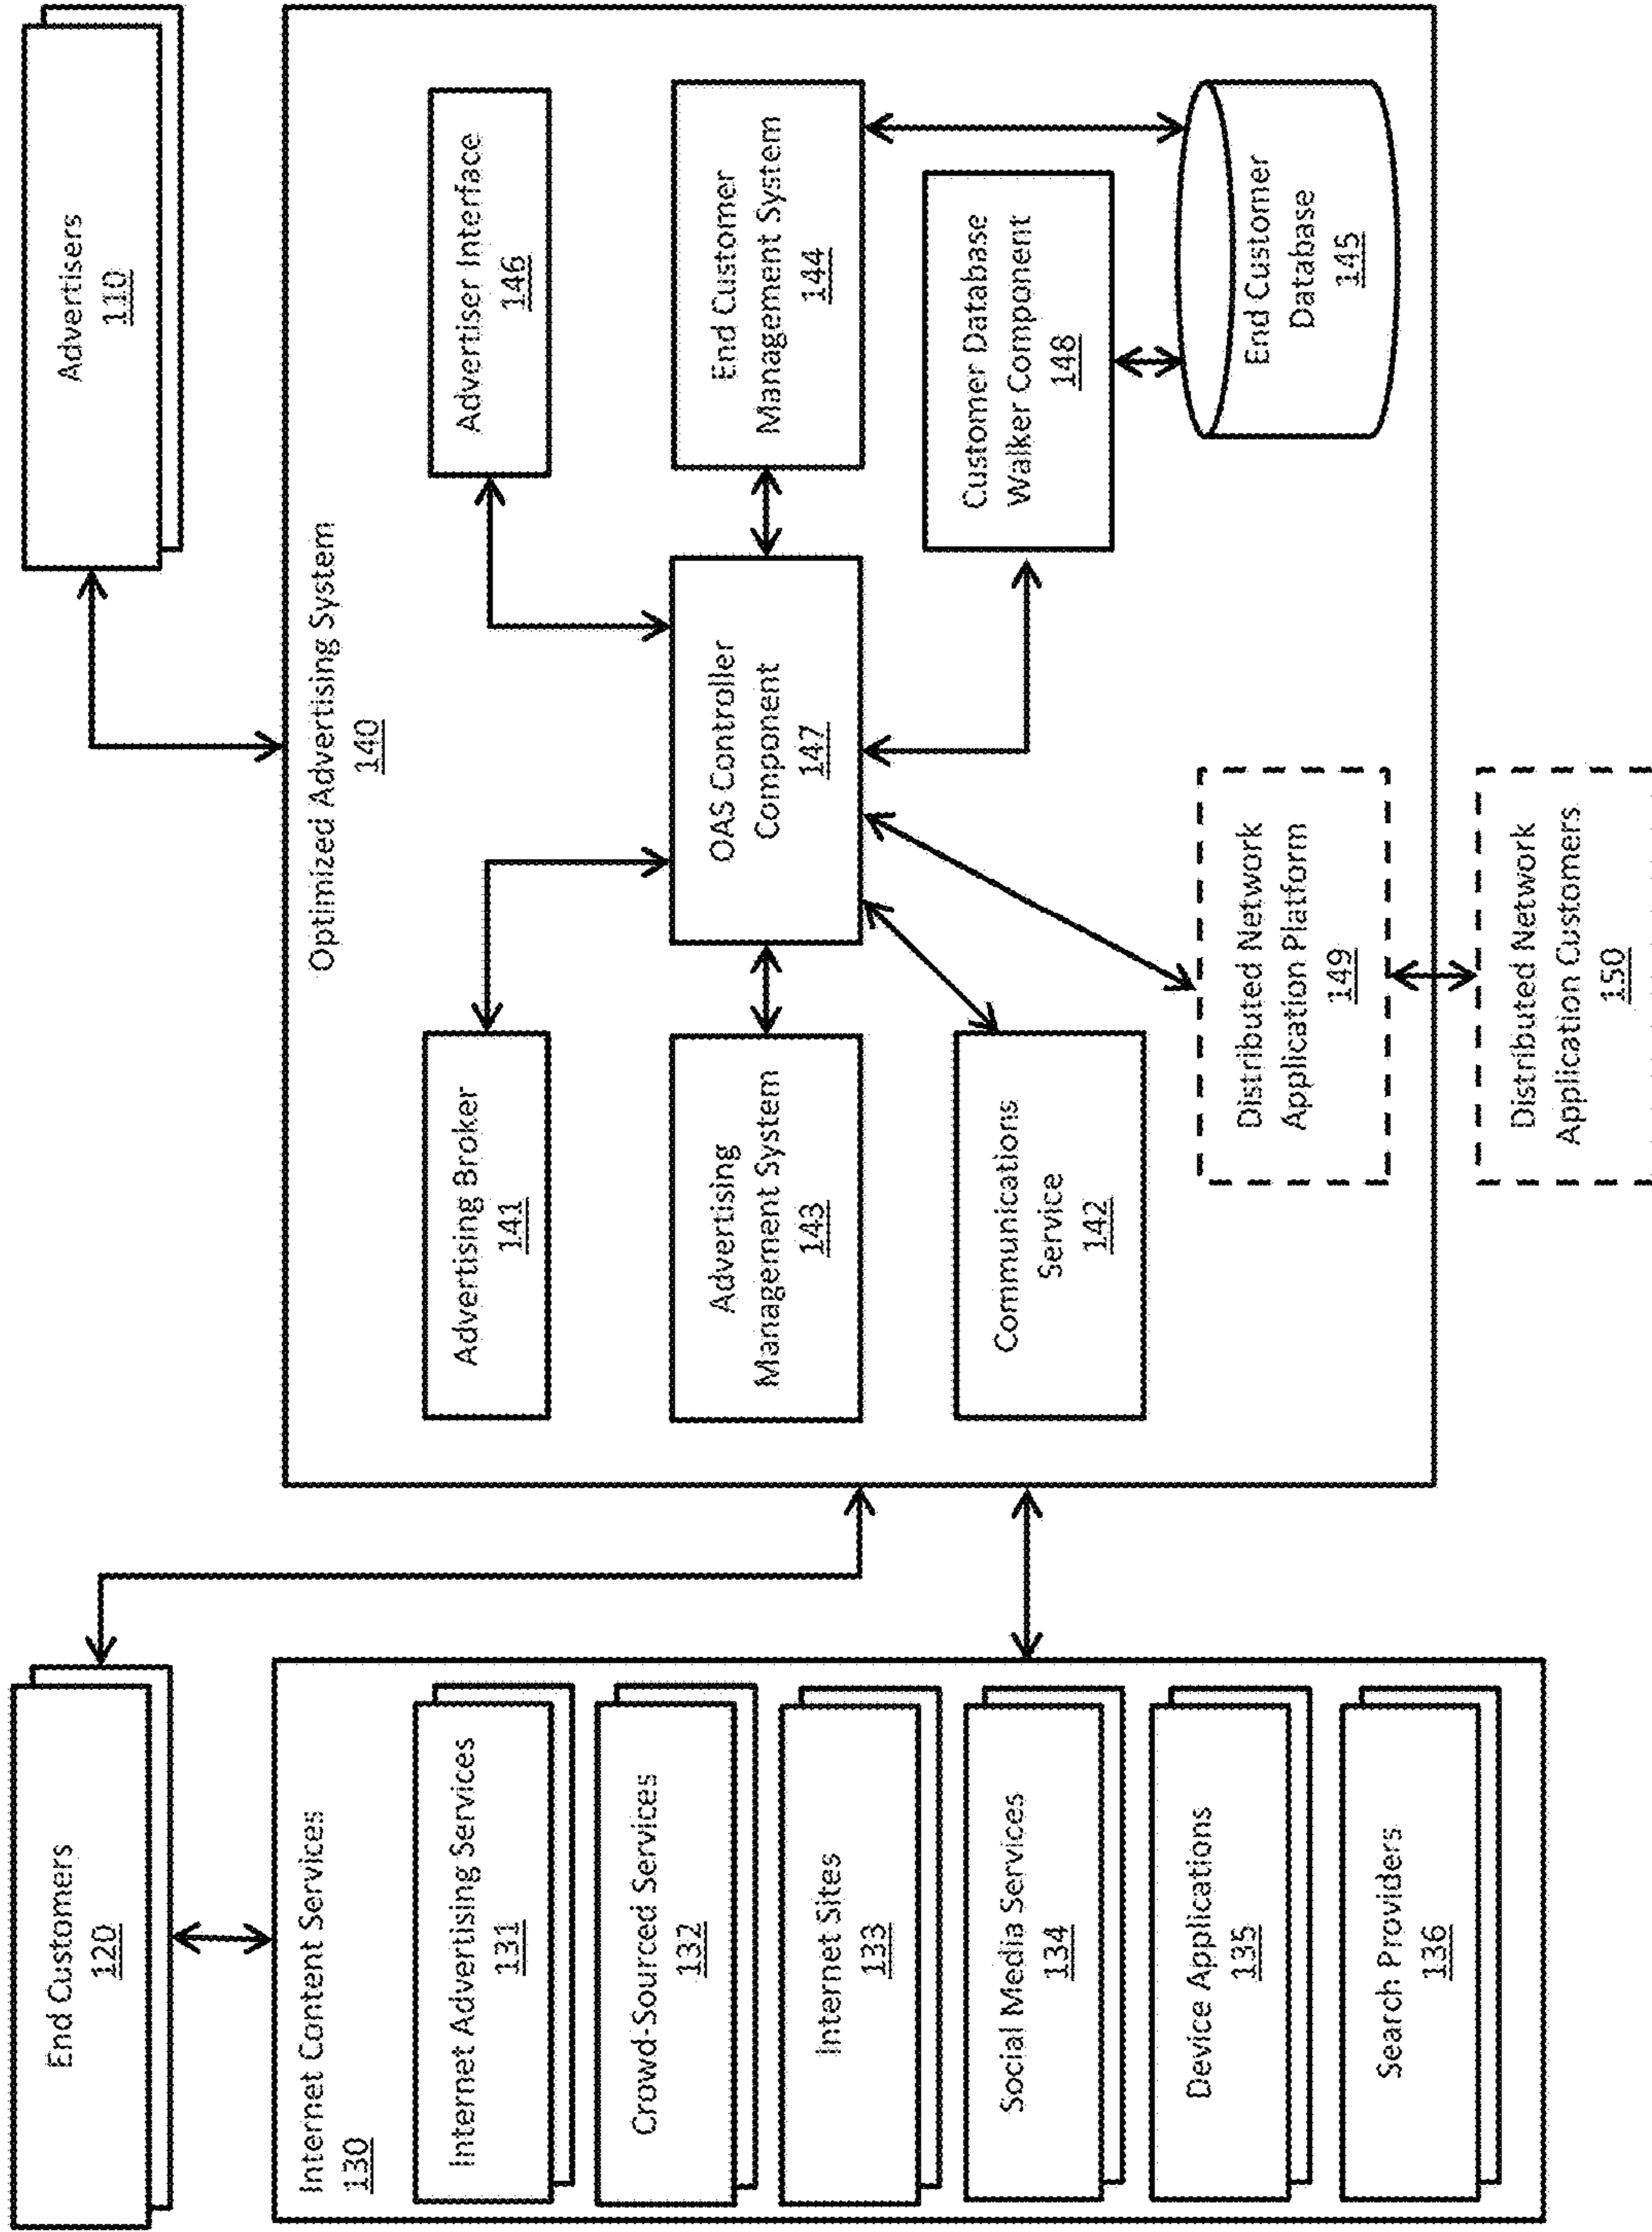 End Customers
120
Internet Content Services
130
Internet Advertising Services
131
Crowd-Sourced Services
132
Internet Sites
133
Social Media Services
134
Device Applications
135
Search Providers
136
Advertisers
110
Optimized Advertising System
140
Advertising Broker
141
Advertiser Interface
146
Advertising
Management System
143
OAS Controller
Component
147
End Customer
Management System
144
Communications
Service
142
Customer Database
Walker Component
148
Distributed Network
Application Platform
149
End Customer
Database
145
Distributed Network
Application Customers
150